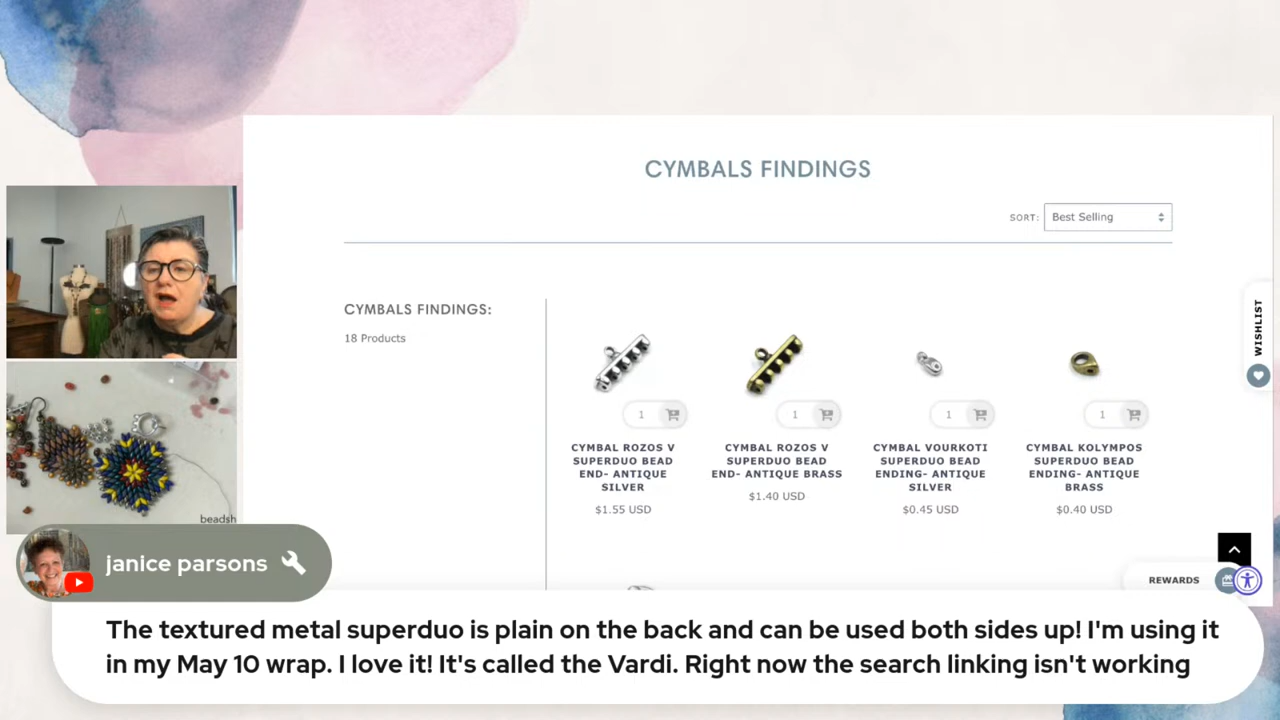 CYMBALS FINDINGS
SORT: Best Selling
CYMBALS FINDINGS:
18 Products
1
1
1
1
CYMBAL ROZOS V
SUPERDUO BEAD
END- ANTIQUE
SILVER
$1.55 USD
CYMBAL ROZOS V
SUPERDUO BEAD
END- ANTIQUE BRASS
$1.40 USD
CYMBAL VOURKOTI
SUPERDUO BEAD
ENDING- ANTIQUE
SILVER
$0.45 USD
CYMBAL KOLYMPOS
SUPERDUO BEAD
ENDING- ANTIQUE
BRASS
$0.40 USD
WISHLIST
REWARDS
beadsh
janice parsons
The textured metal superduo is plain on the back and can be used both sides up! I'm using it
in my May 10 wrap. I love it! It's called the Vardi. Right now the search linking isn't working